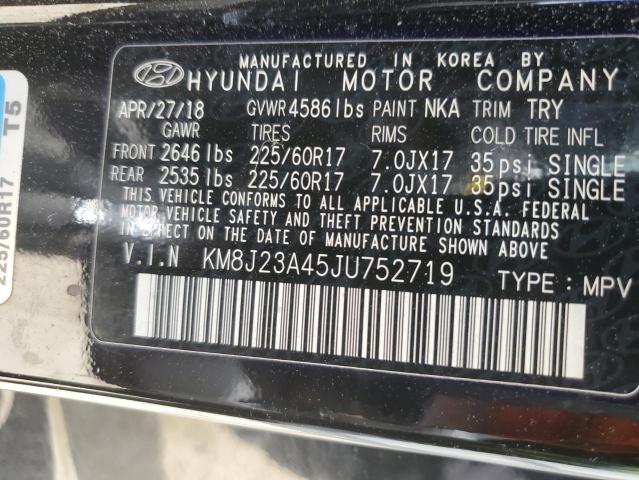 MANUFACTURED IN KOREA BY
HYUNDAI MOTOR COMPANY
APR/27/18 GVWR 4586lbs PAINT NKA TRIM TRY
GAWR TIRES RIMS COLD TIRE INFL
FRONT 2646 lbs 225/60R17 7.0JX17 35psi SINGLE
REAR 2535 lbs 225/60R17 7.0JX17 35psi SINGLE
THIS VEHICLE CONFORMS TO ALL APPLICABLE U.S.A. FEDERAL
MOTOR VEHICLE SAFETY AND THEFT PREVENTION STANDARDS
IN EFFECT ON THE DATE OF MANUFACTURE SHOWN ABOVE
V.I.N KM8J23A45JU752719 TYPE : MPV
225/60R17 T5